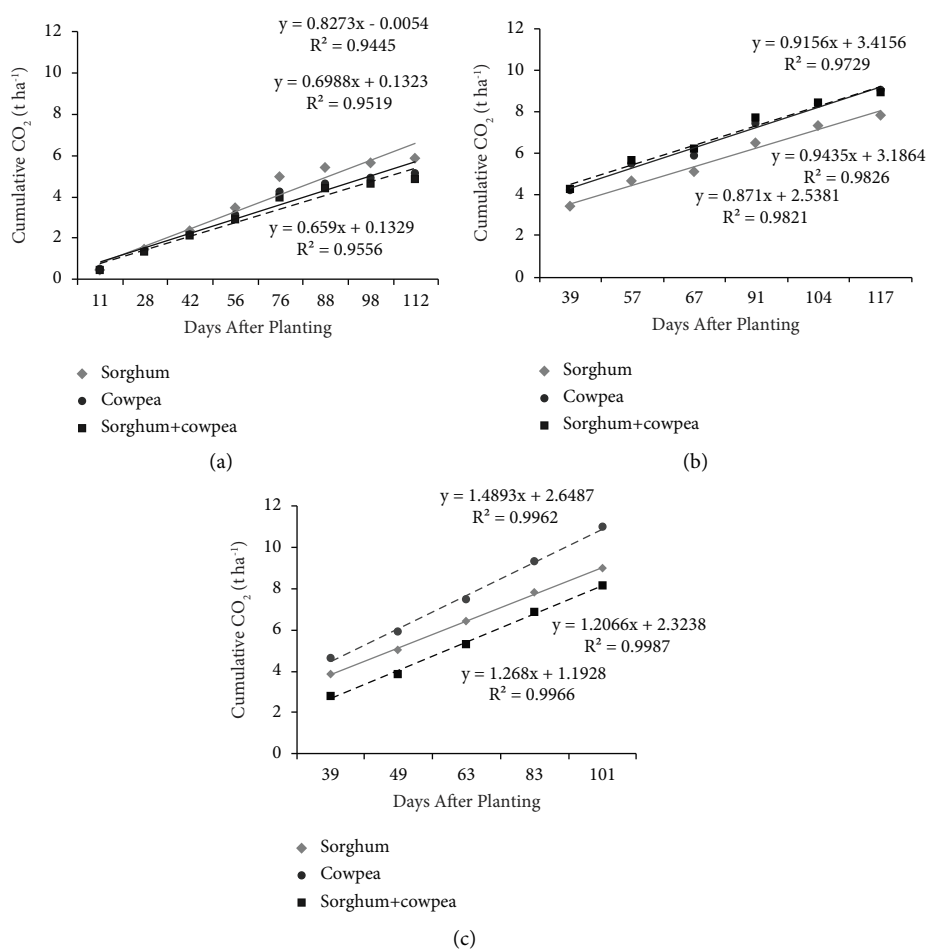 12
10
8
6
4
2
0
Cumulative CO₂ (t ha⁻¹)
y = 0.8273x - 0.0054
R² = 0.9445
y = 0.6988x + 0.1323
R² = 0.9519
y = 0.659x + 0.1329
R² = 0.9556
11 28 42 56 76 88 98 112
Days After Planting
Sorghum
Cowpea
Sorghum+cowpea
(a)
12
10
8
6
4
2
0
Cumulative CO₂ (t ha⁻¹)
y = 0.9156x + 3.4156
R² = 0.9729
y = 0.9435x + 3.1864
R² = 0.9826
y = 0.871x + 2.5381
R² = 0.9821
39 57 67 91 104 117
Days After Planting
Sorghum
Cowpea
Sorghum+cowpea
(b)
12
10
8
6
4
2
0
Cumulative CO₂ (t ha⁻¹)
y = 1.4893x + 2.6487
R² = 0.9962
y = 1.2066x + 2.3238
R² = 0.9987
y = 1.268x + 1.1928
R² = 0.9966
39 49 63 83 101
Days After Planting
Sorghum
Cowpea
Sorghum+cowpea
(c)